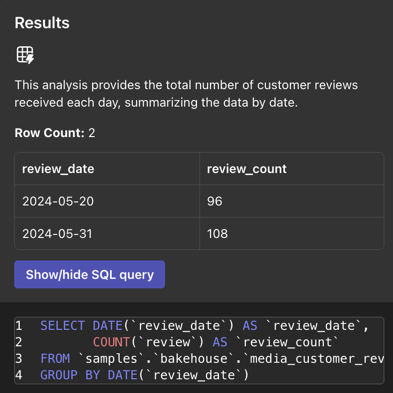 Results
This analysis provides the total number of customer reviews
received each day, summarizing the data by date.
Row Count: 2
review_date review_count
2024-05-20 96
2024-05-31 108
Show/hide SQL query
1 SELECT DATE(`review_date`) AS `review_date`,
2 COUNT(`review`) AS `review_count`
3 FROM `samples`.`bakehouse`.`media_customer_rev
4 GROUP BY DATE(`review_date`)